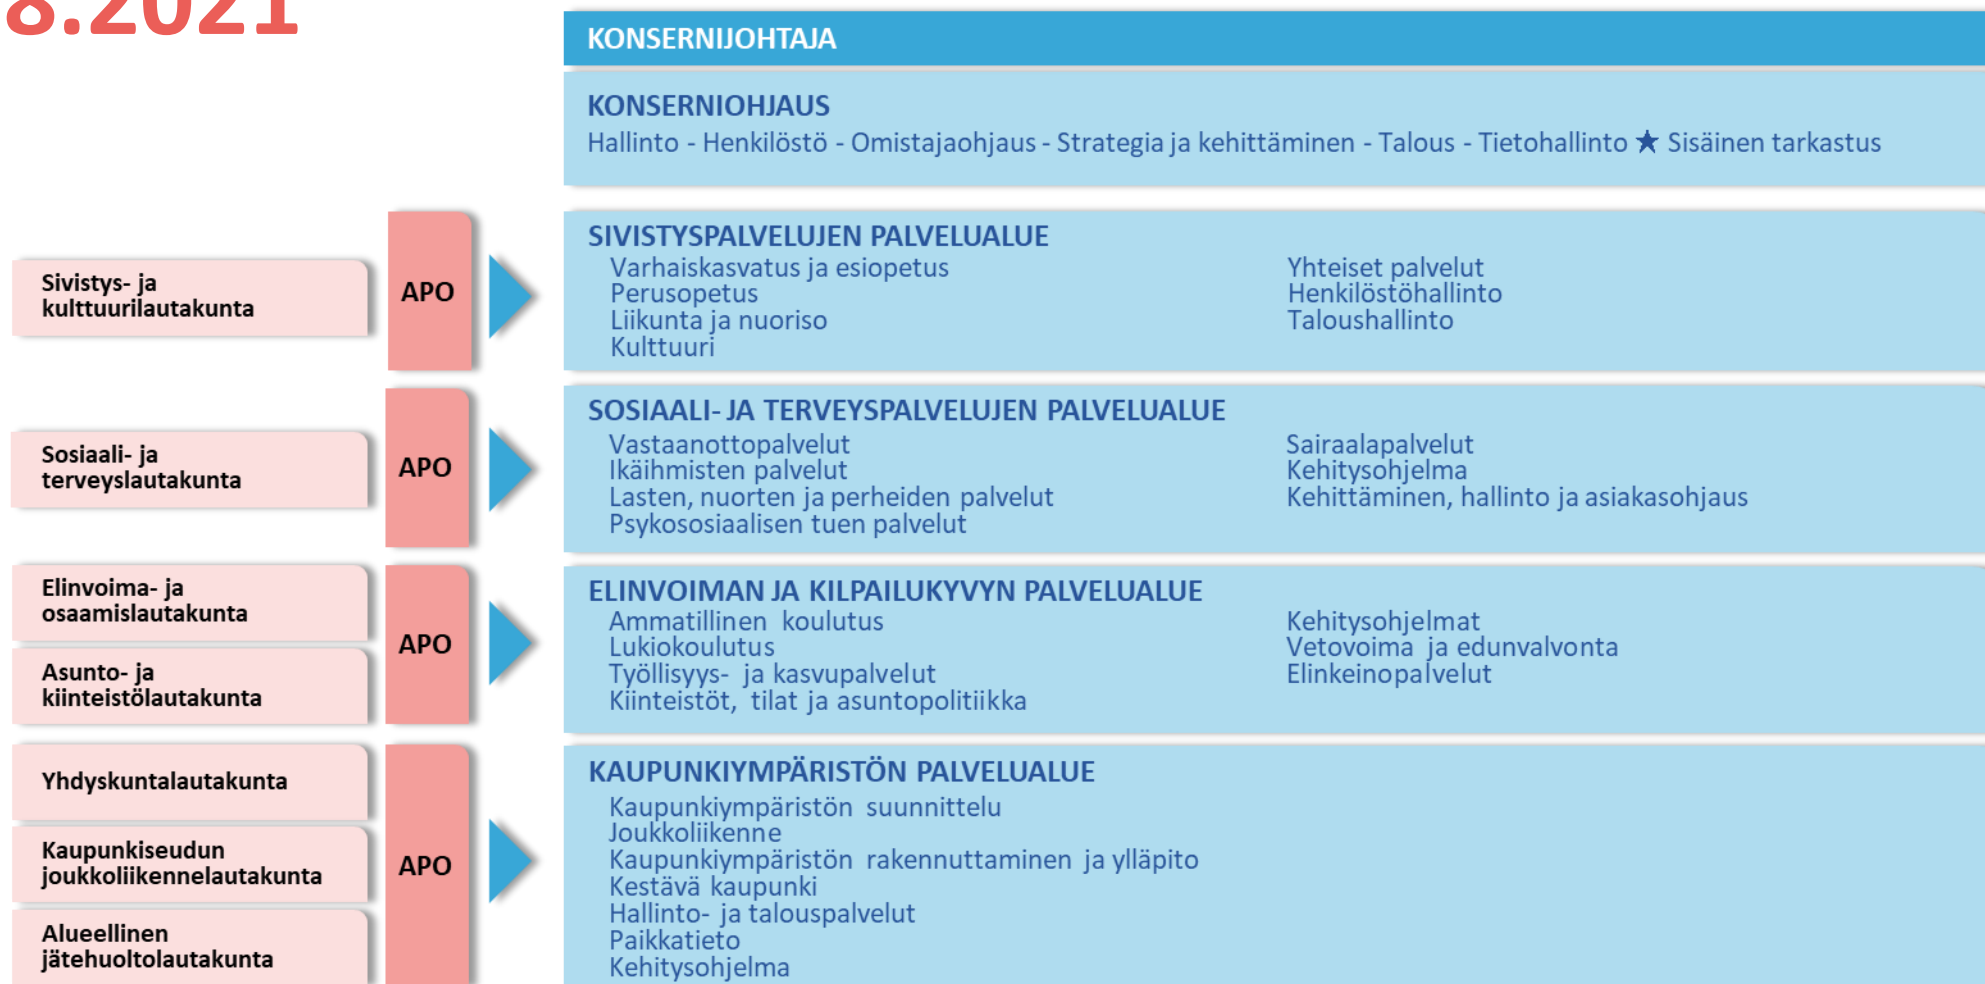 8.2021
KONSERNIJOHTAJA
KONSERNIOHJAUS
Hallinto - Henkilöstö - Omistajaohjaus - Strategia ja kehittäminen - Talous - Tietohallinto ★ Sisäinen tarkastus
Sivistys- ja
kulttuurilautakunta
APO
SIVISTYSPALVELUJEN PALVELUALUE
Varhaiskasvatus ja esiopetus
Perusopetus
Liikunta ja nuoriso
Kulttuuri
Yhteiset palvelut
Henkilöstöhallinto
Taloushallinto
Sosiaali- ja
terveyslautakunta
APO
SOSIAALI- JA TERVEYSPALVELUJEN PALVELUALUE
Vastaanottopalvelut
Ikäihmisten palvelut
Lasten, nuorten ja perheiden palvelut
Psykososiaalisen tuen palvelut
Sairaalapalvelut
Kehitysohjelma
Kehittäminen, hallinto ja asiakasohjaus
Elinvoima- ja
osaamislautakunta
Asunto- ja
kiinteistölautakunta
APO
ELINVOIMAN JA KILPAILUKYVYN PALVELUALUE
Ammatillinen koulutus
Lukiokoulutus
Työllisyys- ja kasvupalvelut
Kiinteistöt, tilat ja asuntopolitiikka
Kehitysohjelmat
Vetovoima ja edunvalvonta
Elinkeinopalvelut
Yhdyskuntalautakunta
Kaupunkiseudun
joukkoliikennelautakunta
Alueellinen
jätehuoltolautakunta
APO
KAUPUNKIYMPÄRISTÖN PALVELUALUE
Kaupunkiympäristön suunnittelu
Joukkoliikenne
Kaupunkiympäristön rakennuttaminen ja ylläpito
Kestävä kaupunki
Hallinto- ja talouspalvelut
Paikkatieto
Kehitysohjelma